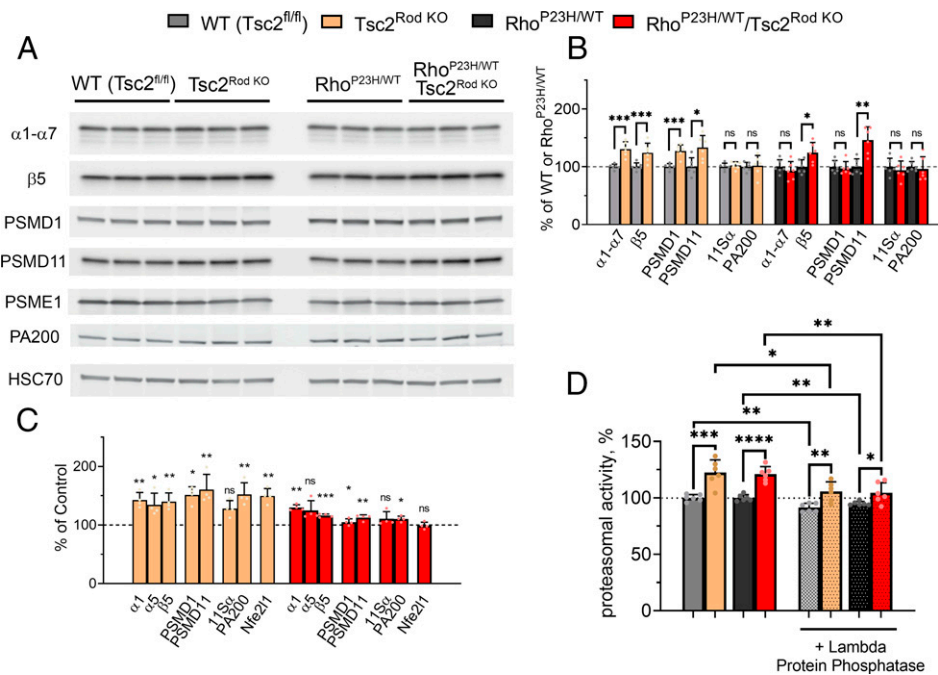 WT (Tsc2fl/fl) Tsc2Rod KO RhoP23H/WT RhoP23H/WT/Tsc2Rod KO
A
WT (Tsc2fl/fl) Tsc2Rod KO RhoP23H/WT RhoP23H/WT
Tsc2Rod KO
α1-α7
β5
PSMD1
PSMD11
PSME1
PA200
HSC70
B
% of WT or RhoP23H/WT
200
150
100
50
0
*** *** *** * ns ns ns * ns ** ns ns
α1-α7 β5 PSMD1 PSMD11 11Sα PA200 α1-α7 β5 PSMD1 PSMD11 11Sα PA200
C
% of Control
200
150
100
50
0
** * ** * ** ns ** ** ** ns *** * ** ns * ns
α1 α5 β5 PSMD1 PSMD11 11Sα PA200 Nfe2l1 α1 α5 β5 PSMD1 PSMD11 11Sα PA200 Nfe2l1
D
proteasomal activity, %
150
100
50
0
**
*
**
**
*** **** ** *
+ Lambda
Protein Phosphatase